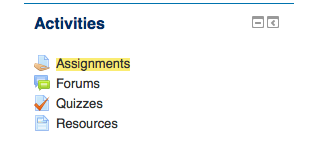 Activities
Assignments
Forums
Quizzes
Resources